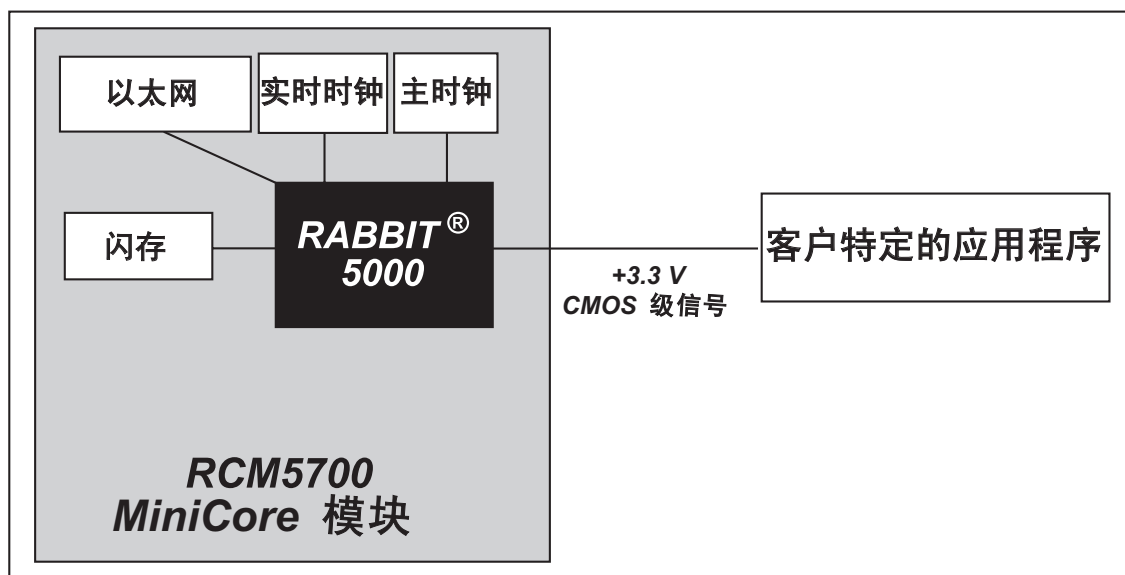 以太网
实时时钟
主时钟
闪存
RABBIT®
5000
+3.3 V
CMOS 级信号
客户特定的应用程序
RCM5700
MiniCore 模块